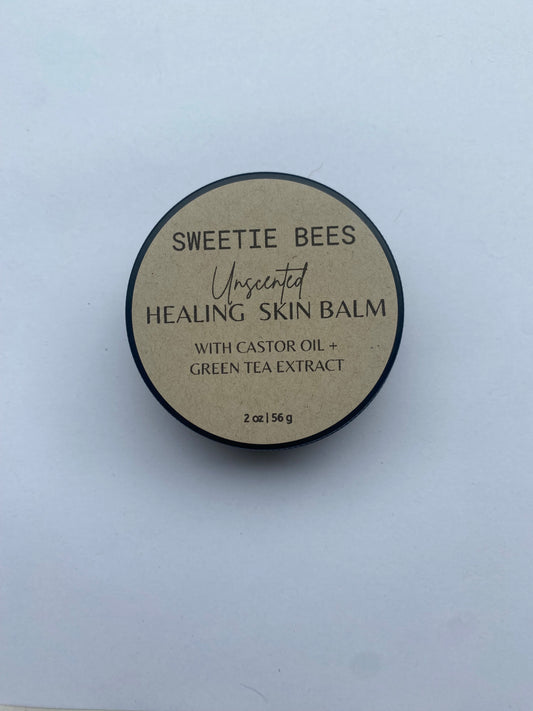 SWEETIE BEES
Unscented
HEALING SKIN BALM
WITH CASTOR OIL +
GREEN TEA EXTRACT
2 oz | 56 g